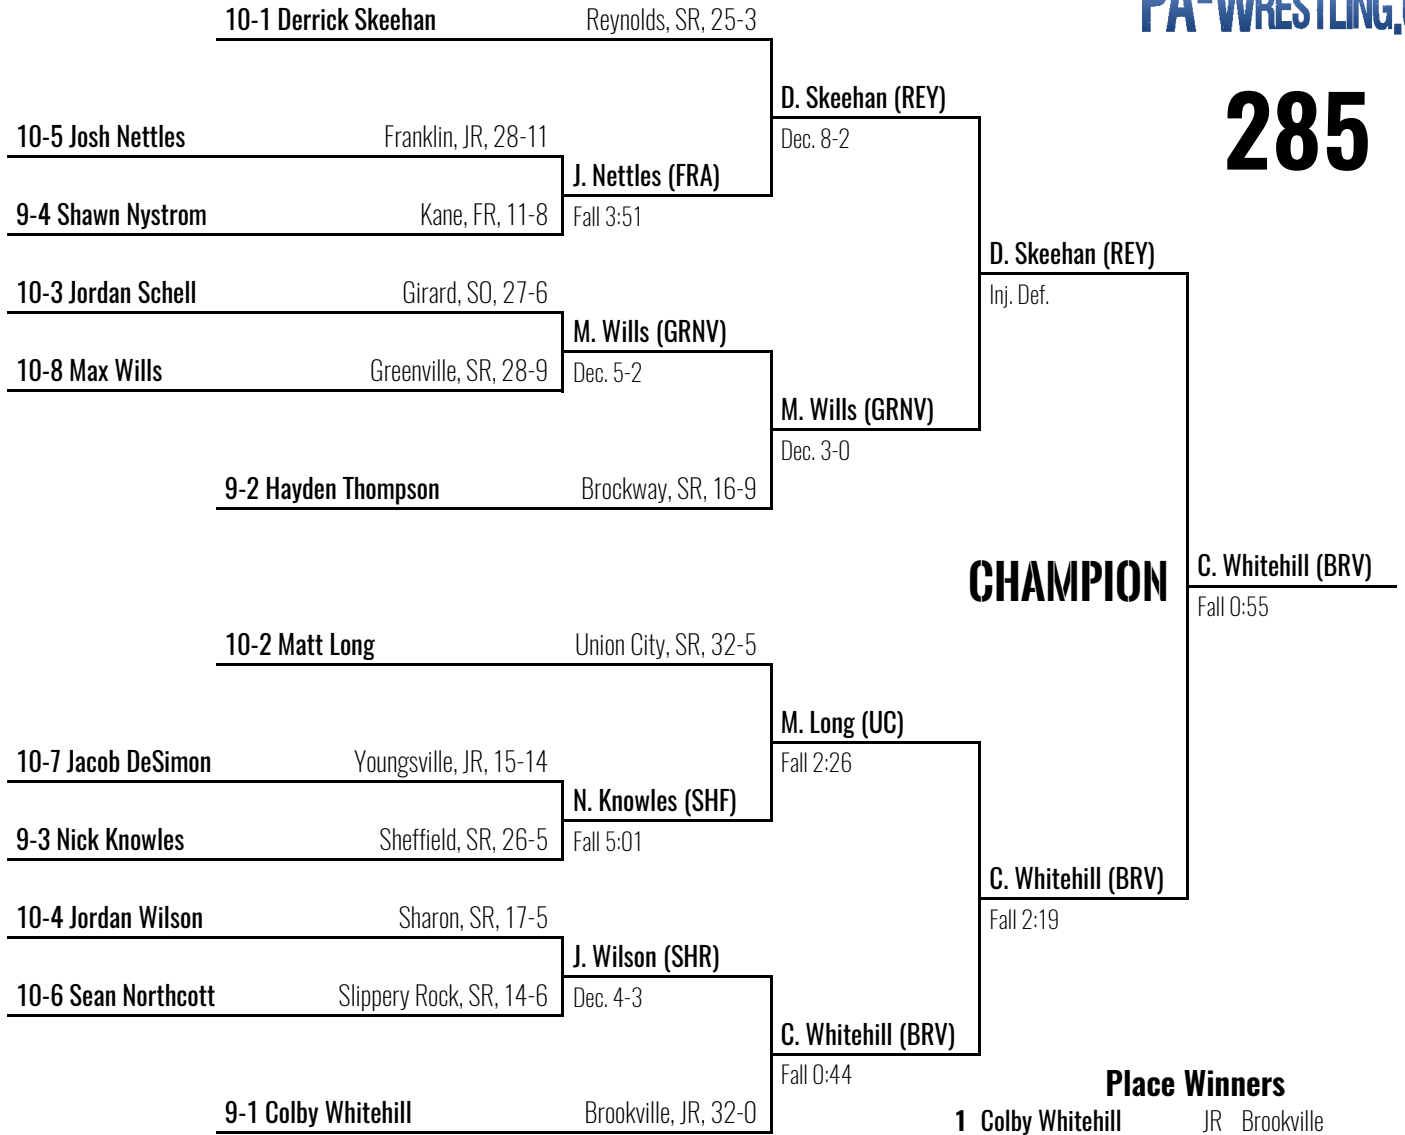 10-1 Derrick Skeehan Reynolds, SR, 25-3
PA-WRESTLING.
285
D. Skeehan (REY)
Dec. 8-2
10-5 Josh Nettles Franklin, JR, 28-11
J. Nettles (FRA)
9-4 Shawn Nystrom Kane, FR, 11-8
Fall 3:51
D. Skeehan (REY)
Inj. Def.
10-3 Jordan Schell Girard, SO, 27-6
M. Wills (GRNV)
10-8 Max Wills Greenville, SR, 28-9
Dec. 5-2
M. Wills (GRNV)
Dec. 3-0
9-2 Hayden Thompson Brockway, SR, 16-9
CHAMPION
C. Whitehill (BRV)
Fall 0:55
10-2 Matt Long Union City, SR, 32-5
M. Long (UC)
Fall 2:26
10-7 Jacob DeSimon Youngsville, JR, 15-14
N. Knowles (SHF)
9-3 Nick Knowles Sheffield, SR, 26-5
Fall 5:01
C. Whitehill (BRV)
Fall 2:19
10-4 Jordan Wilson Sharon, SR, 17-5
J. Wilson (SHR)
10-6 Sean Northcott Slippery Rock, SR, 14-6
Dec. 4-3
C. Whitehill (BRV)
Fall 0:44
9-1 Colby Whitehill Brookville, JR, 32-0
Place Winners
1 Colby Whitehill JR Brookville